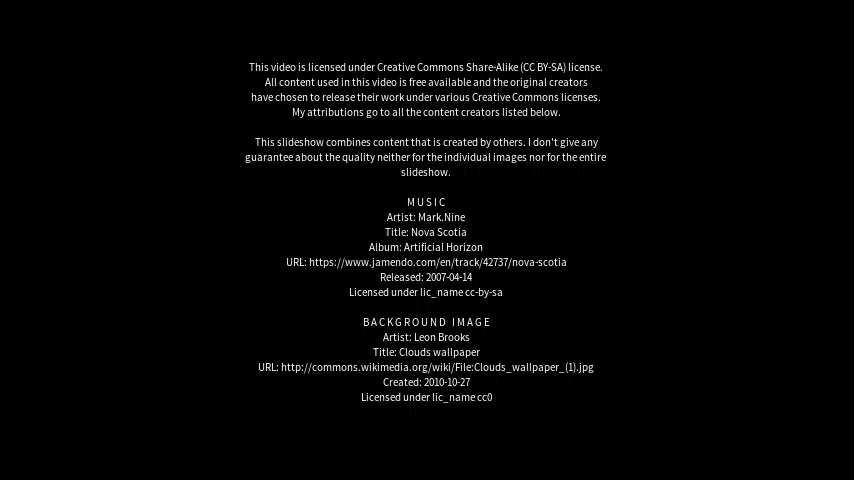 This video is licensed under Creative Commons Share-Alike (CC BY-SA) license.
All content used in this video is free available and the original creators
have chosen to release their work under various Creative Commons licenses.
My attributions go to all the content creators listed below.
This slideshow combines content that is created by others. I don't give any
guarantee about the quality neither for the individual images nor for the entire
slideshow.
M U S I C
Artist: Mark.Nine
Title: Nova Scotia
Album: Artificial Horizon
URL: https://www.jamendo.com/en/track/42737/nova-scotia
Released: 2007-04-14
Licensed under lic_name cc-by-sa
B A C K G R O U N D   I M A G E
Artist: Leon Brooks
Title: Clouds wallpaper
URL: http://commons.wikimedia.org/wiki/File:Clouds_wallpaper_(1).jpg
Created: 2010-10-27
Licensed under lic_name cc0